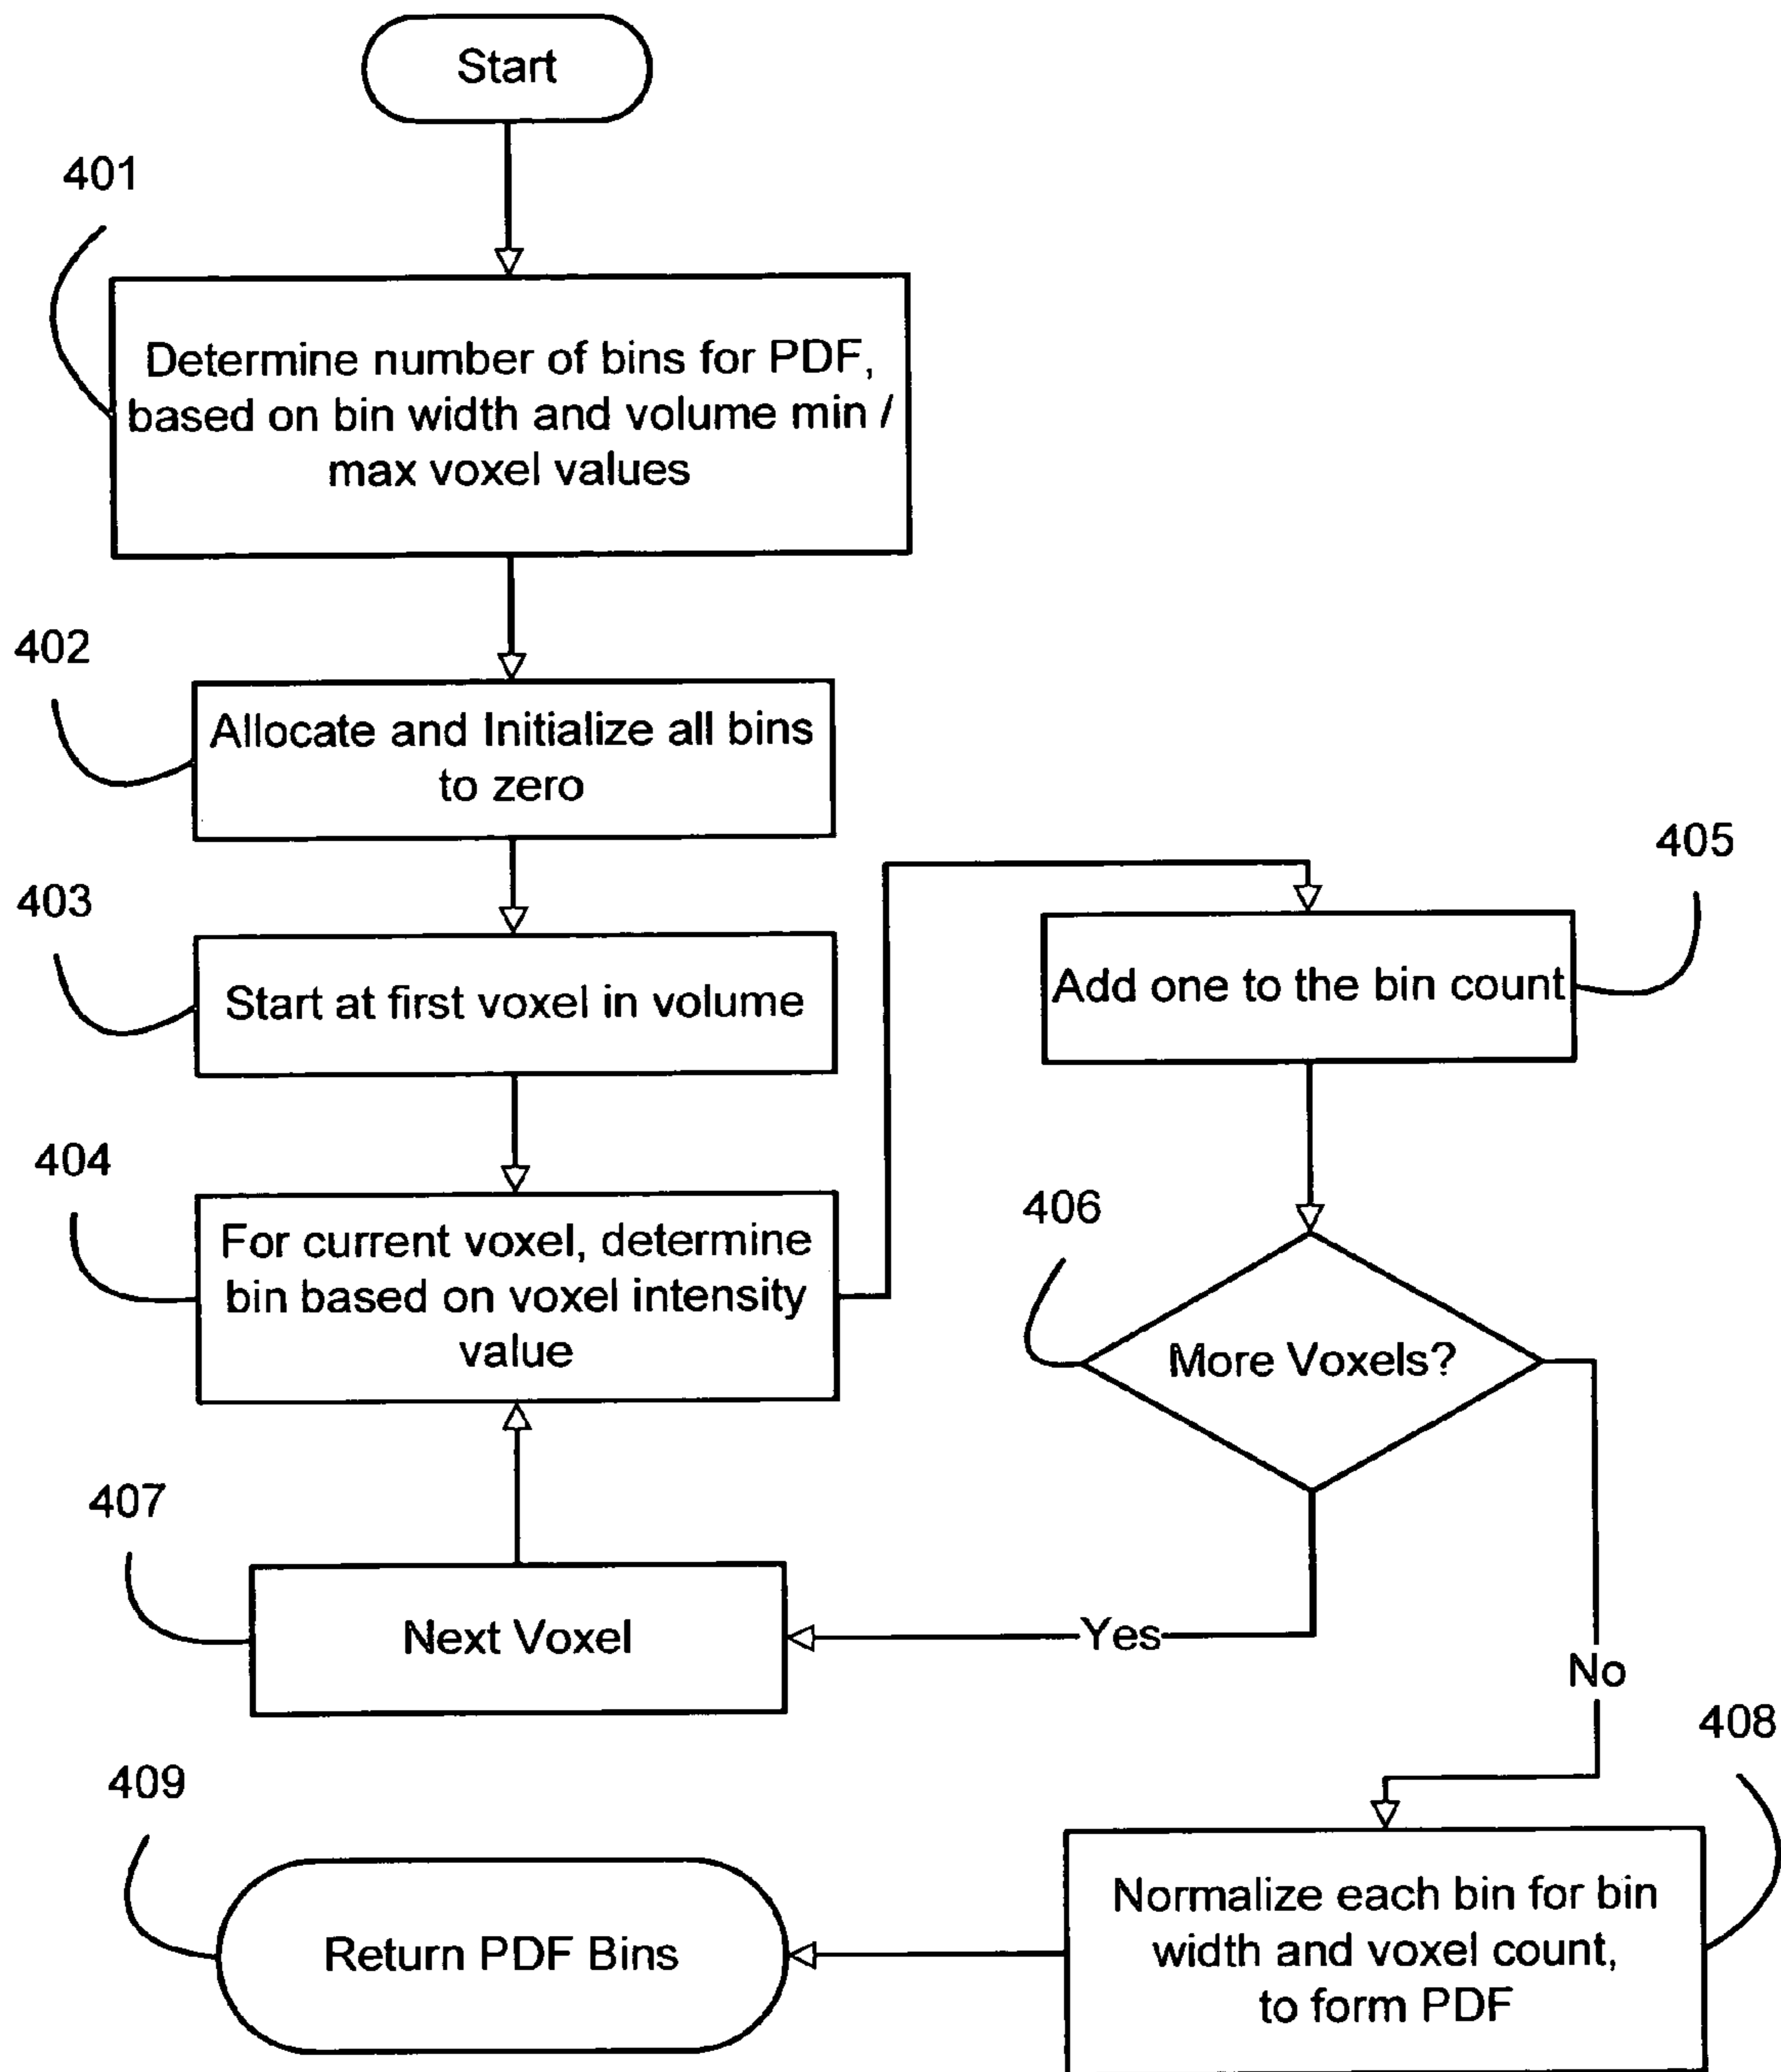 Start
401
Determine number of bins for PDF,
based on bin width and volume min /
max voxel values
402
Allocate and Initialize all bins
to zero
403
Start at first voxel in volume
404
For current voxel, determine
bin based on voxel intensity
value
405
Add one to the bin count
406
More Voxels?
Yes
No
407
Next Voxel
408
Normalize each bin for bin
width and voxel count,
to form PDF
409
Return PDF Bins